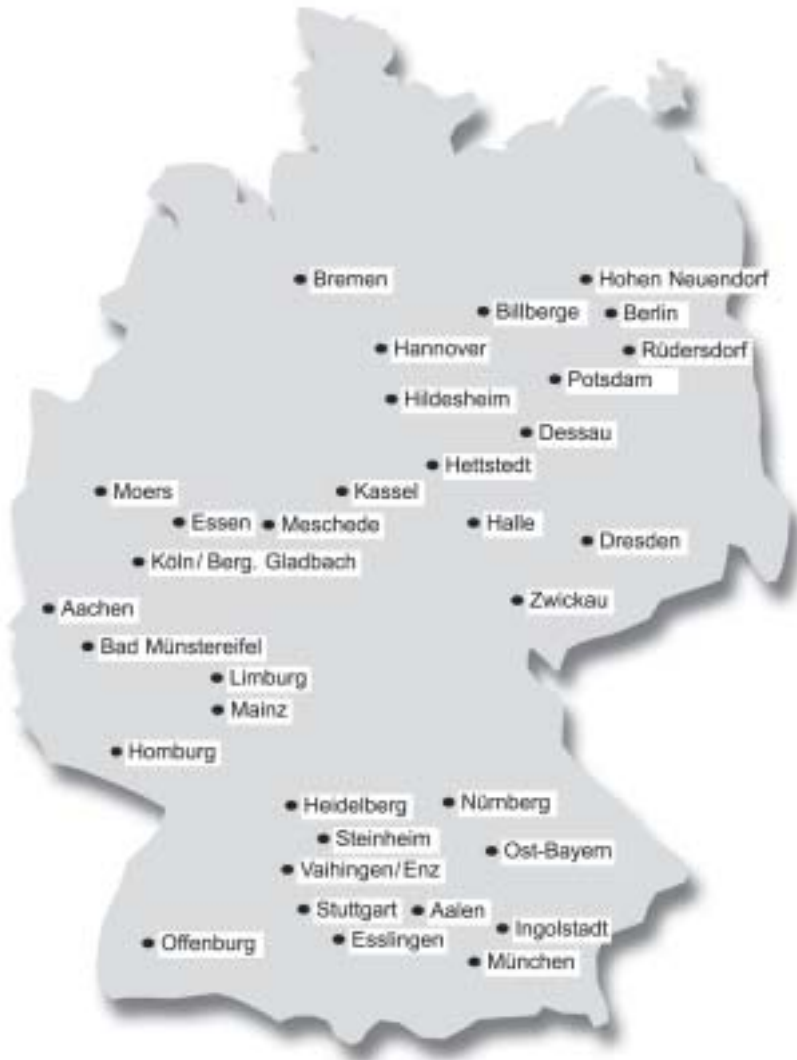 Bremen
Hohen Neuendorf
Billberge
Berlin
Hannover
Rüdersdorf
Potsdam
Hildesheim
Dessau
Hettstedt
Moers
Kassel
Essen
Meschede
Halle
Dresden
Köln/Berg. Gladbach
Aachen
Zwickau
Bad Münstereifel
Limburg
Mainz
Homburg
Heidelberg
Nürnberg
Steinheim
Ost-Bayern
Vaihingen/Enz
Stuttgart
Aalen
Ingolstadt
Offenburg
Esslingen
München